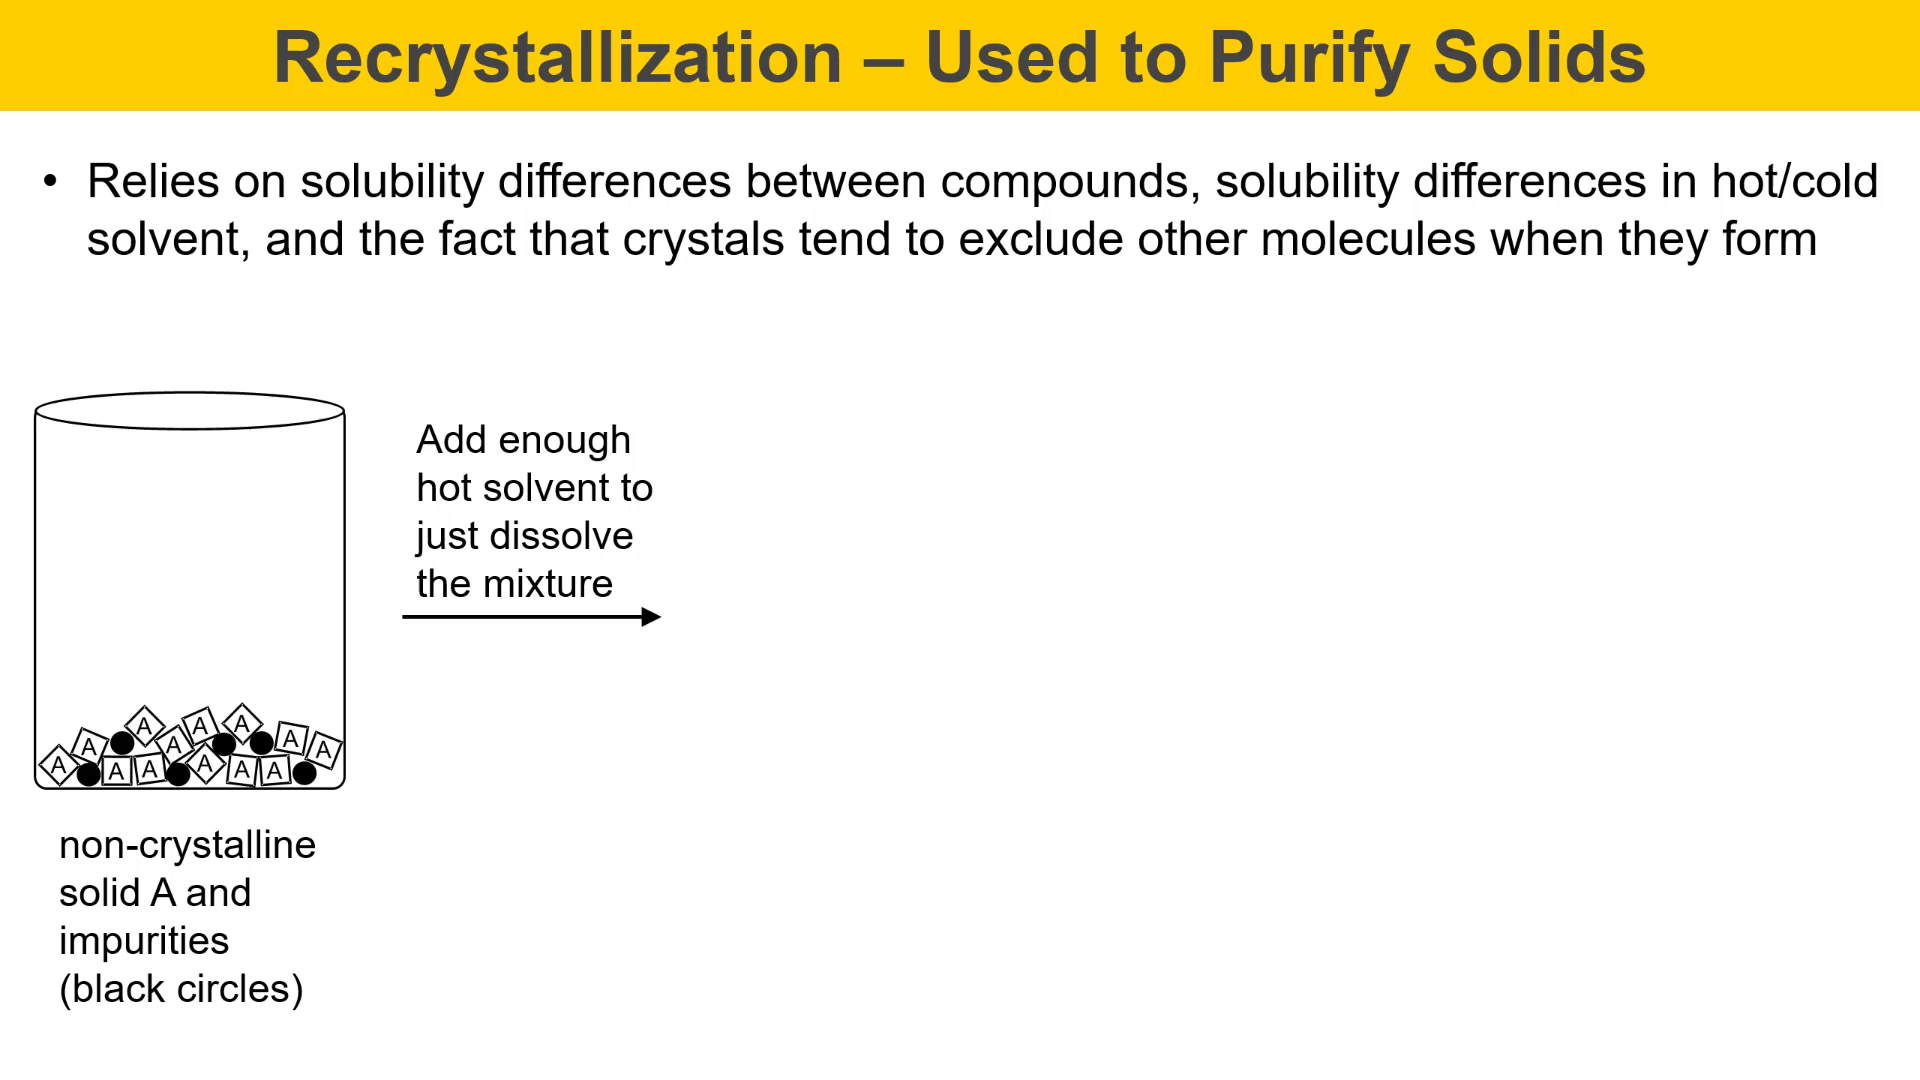 Recrystallization – Used to Purify Solids
• Relies on solubility differences between compounds, solubility differences in hot/cold
solvent, and the fact that crystals tend to exclude other molecules when they form
Add enough
hot solvent to
just dissolve
the mixture
A A A A A A A A A
A A A A A
non-crystalline
solid A and
impurities
(black circles)